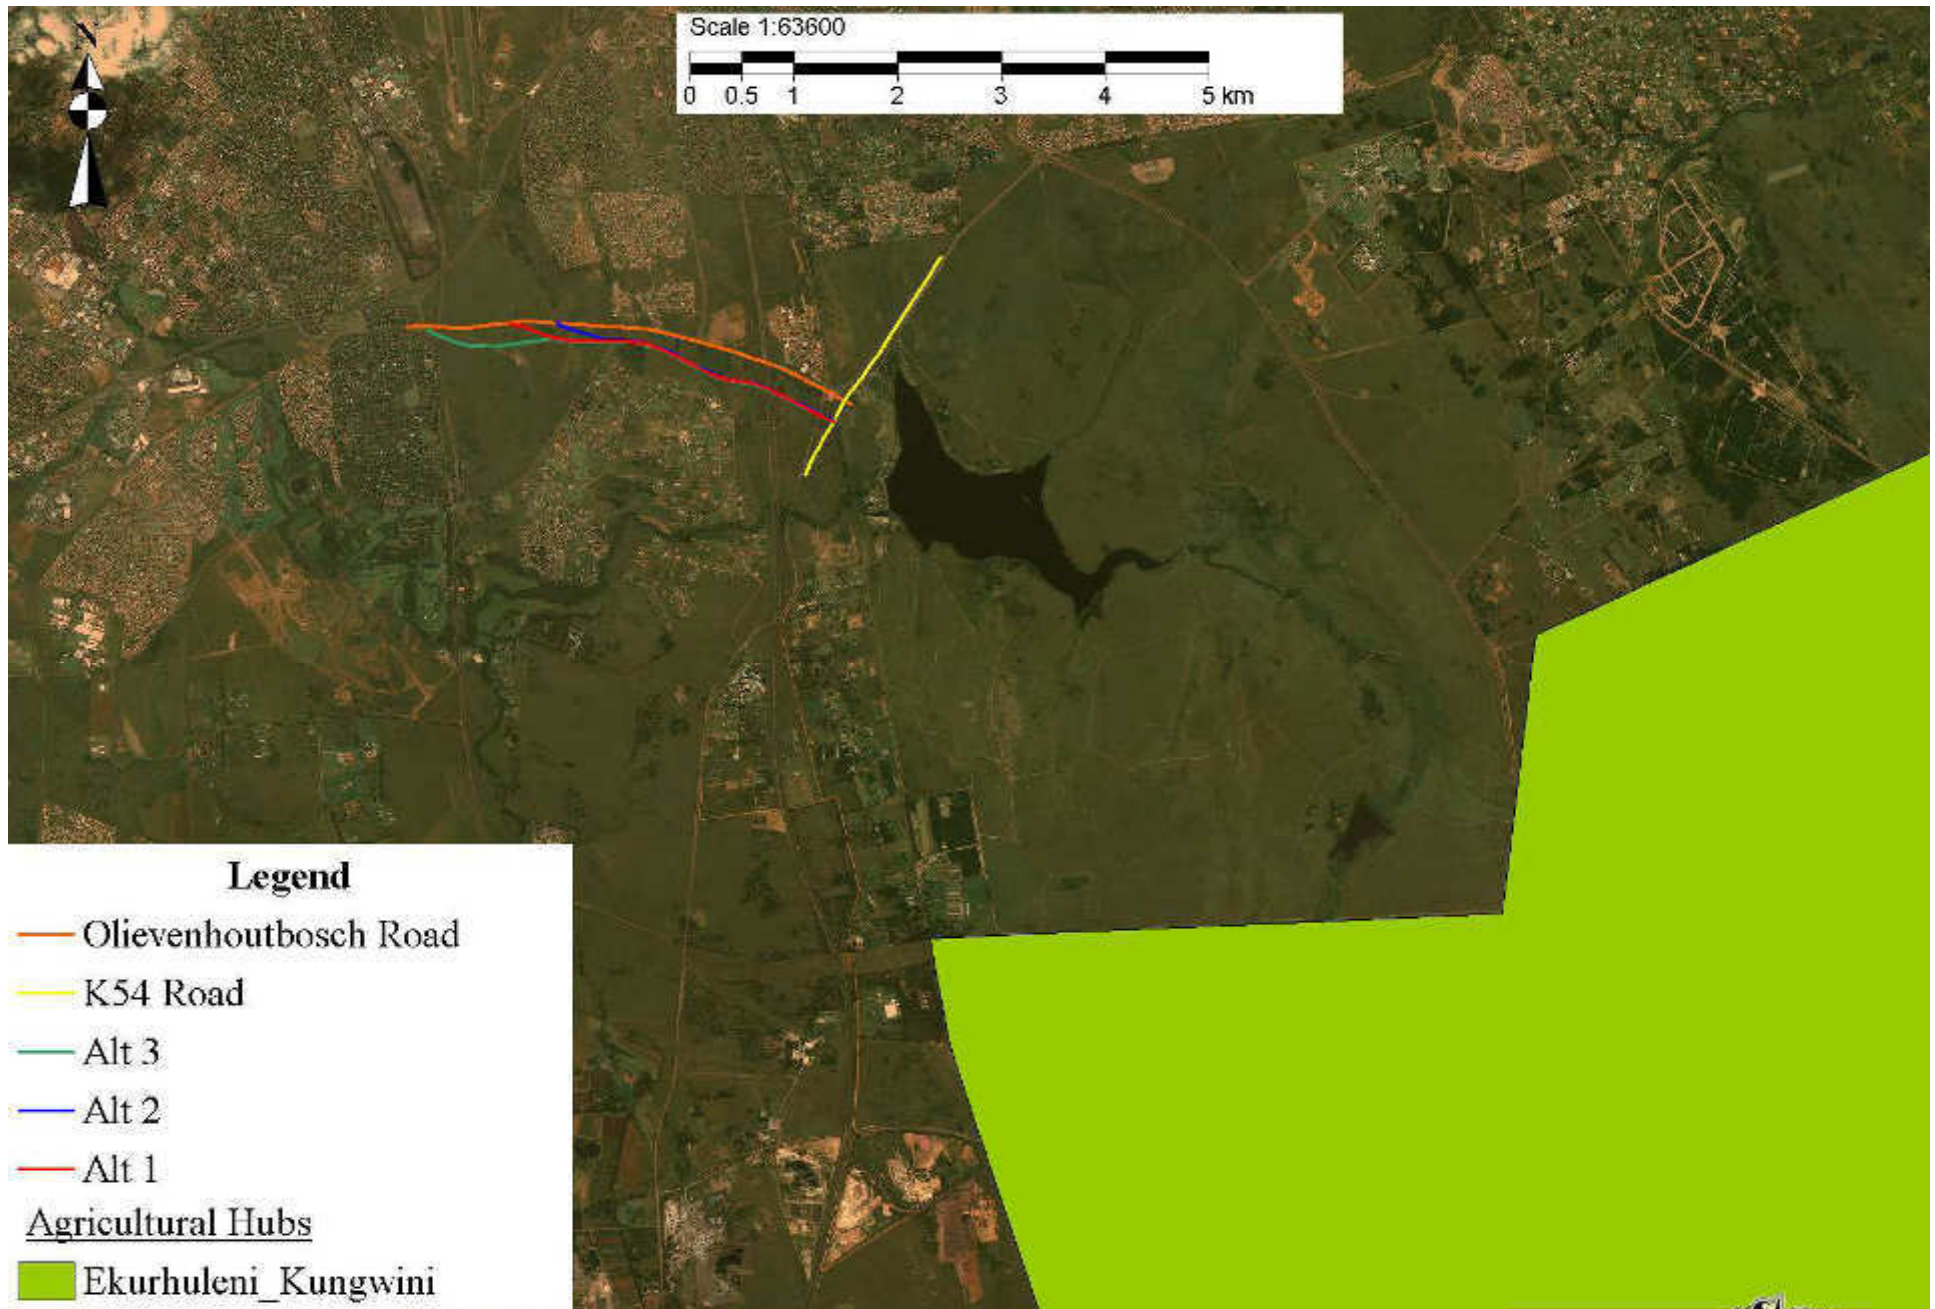 N
Scale 1:63600
0 0.5 1 2 3 4 5 km
Legend
Olievenhoutbosch Road
K54 Road
Alt 3
Alt 2
Alt 1
Agricultural Hubs
Ekurhuleni_Kungwini